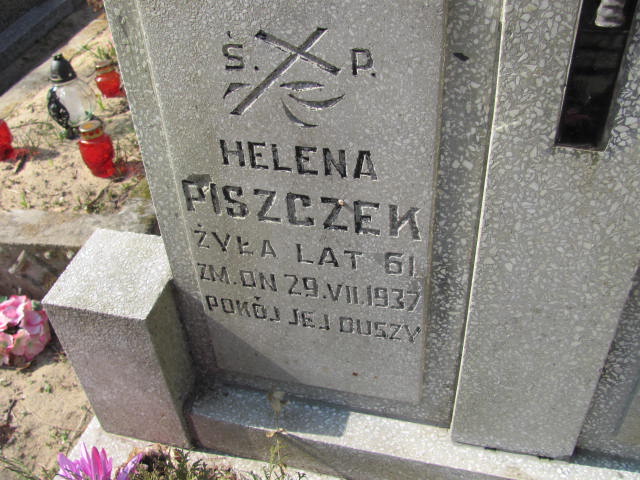 Ś. P.
HELENA
PISZCZEK
ŻYŁA LAT 61
ZM. DN 29.VII.1937
POKÓJ JEJ DUSZY